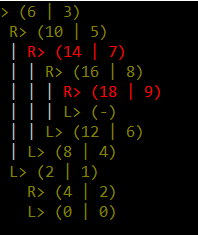 > (6 | 3)
R> (10 | 5)
| R> (14 | 7)
| | R> (16 | 8)
| | | R> (18 | 9)
| | | L> (-)
| | L> (12 | 6)
| L> (8 | 4)
L> (2 | 1)
R> (4 | 2)
L> (0 | 0)